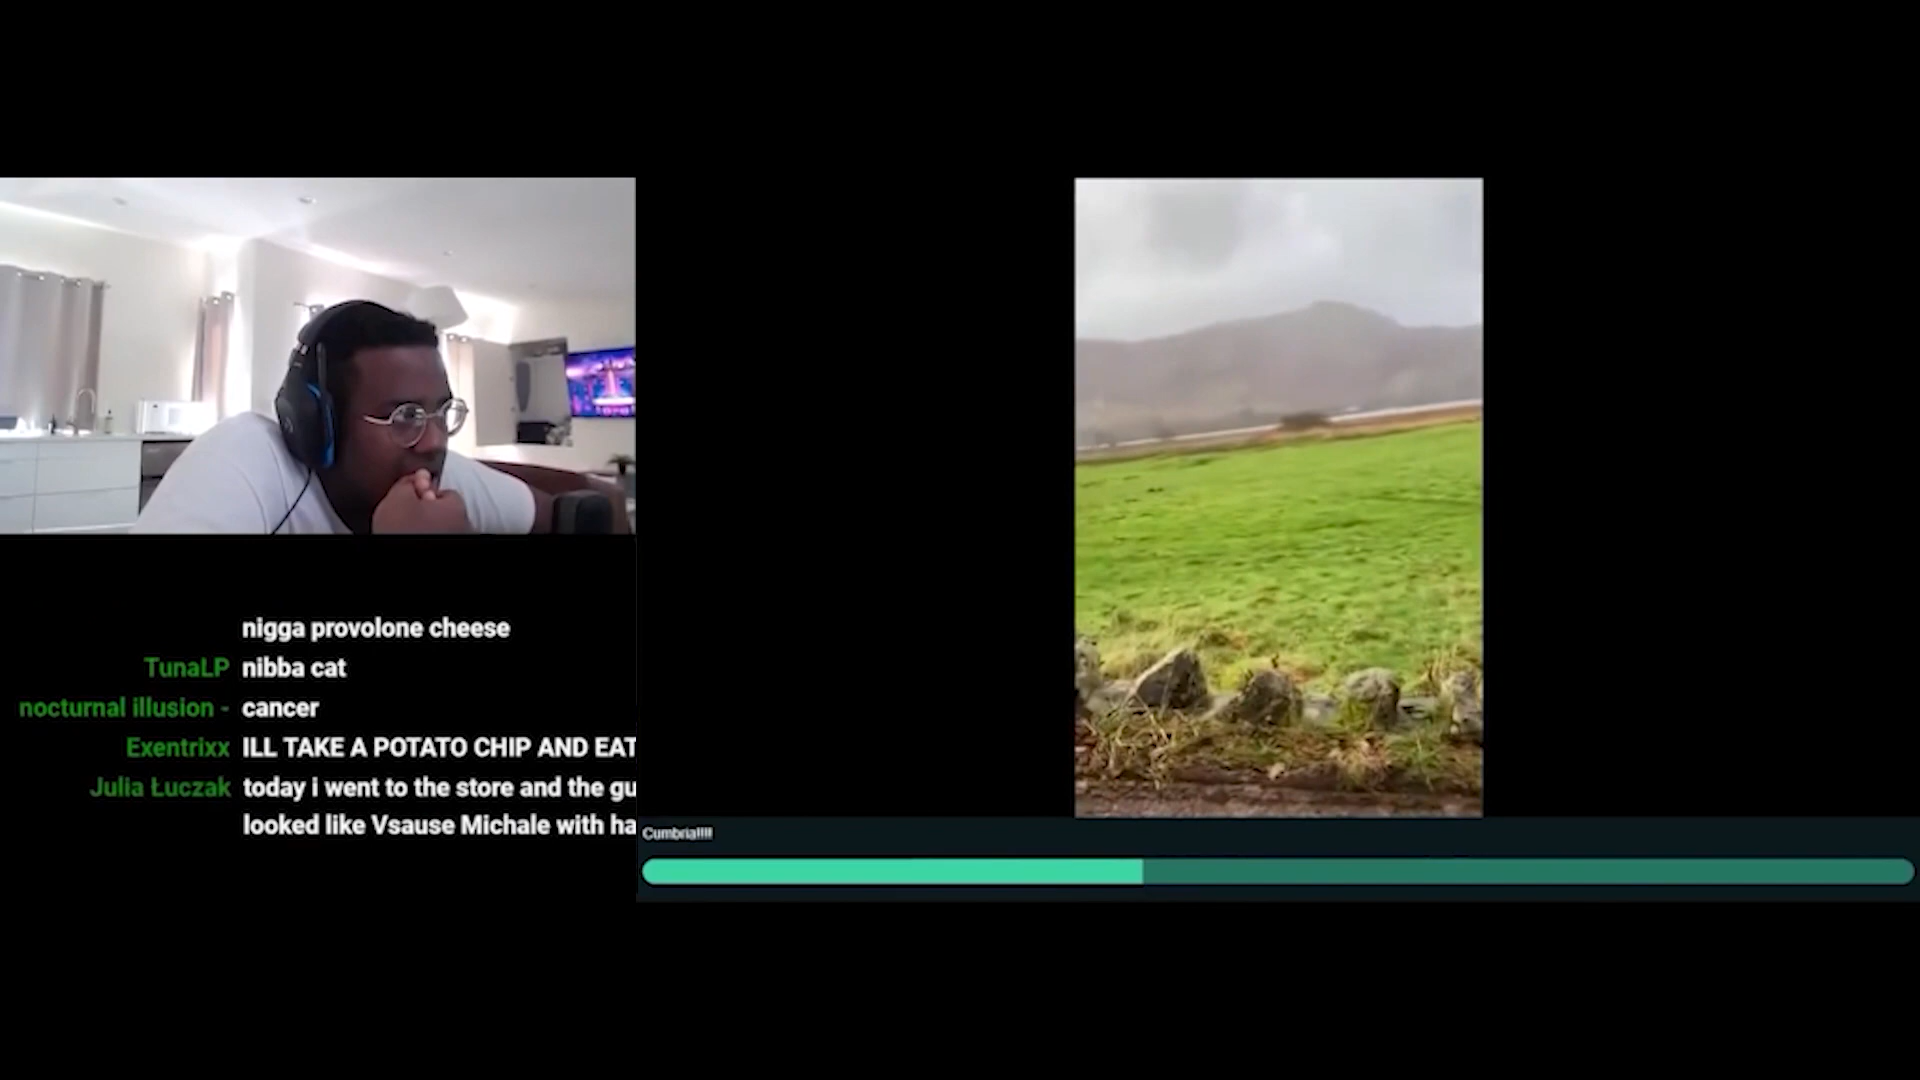 nigga provolone cheese
TunaLP nibba cat
nocturnal illusion - cancer
Exentrixx ILL TAKE A POTATO CHIP AND EAT
Julia Łuczak today i went to the store and the gu
looked like Vsause Michale with ha
Cumbria!!!!